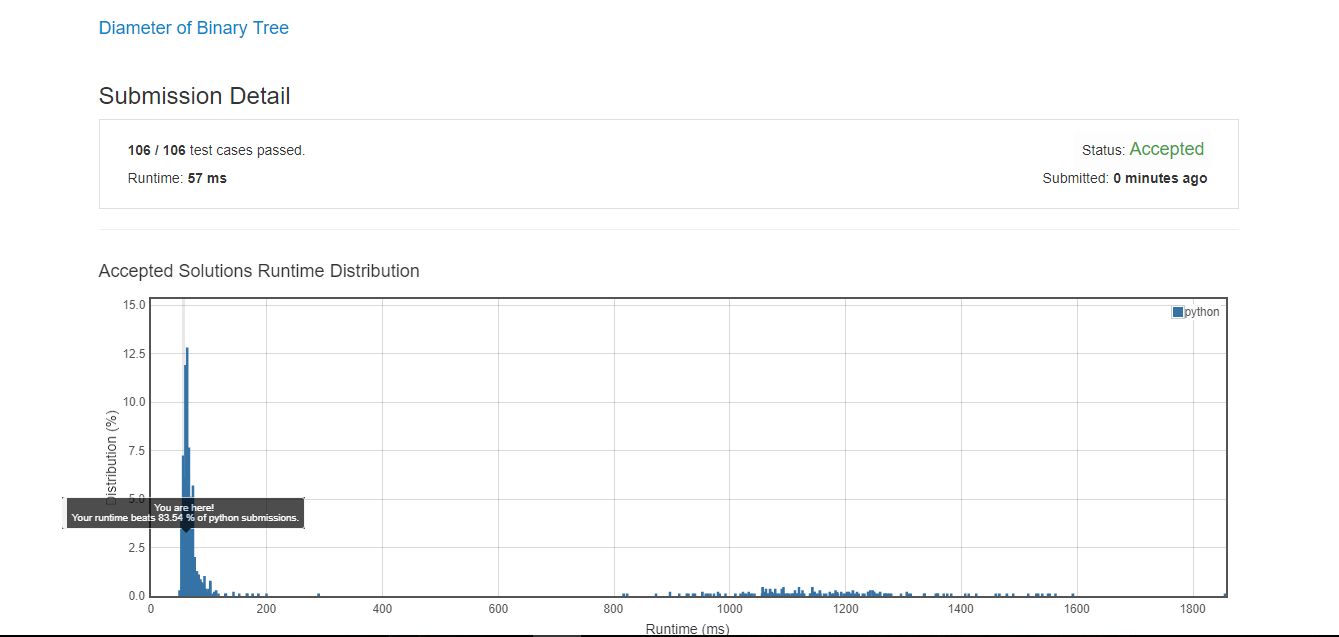 Diameter of Binary Tree
Submission Detail
106 / 106 test cases passed.
Status: Accepted
Runtime: 57 ms
Submitted: 0 minutes ago
Accepted Solutions Runtime Distribution
python
15.0
12.5
10.0
7.5
5.0
2.5
0.0
Distribution (%)
You are here!
Your runtime beats 83.54 % of python submissions.
0 200 400 600 800 1000 1200 1400 1600 1800
Runtime (ms)